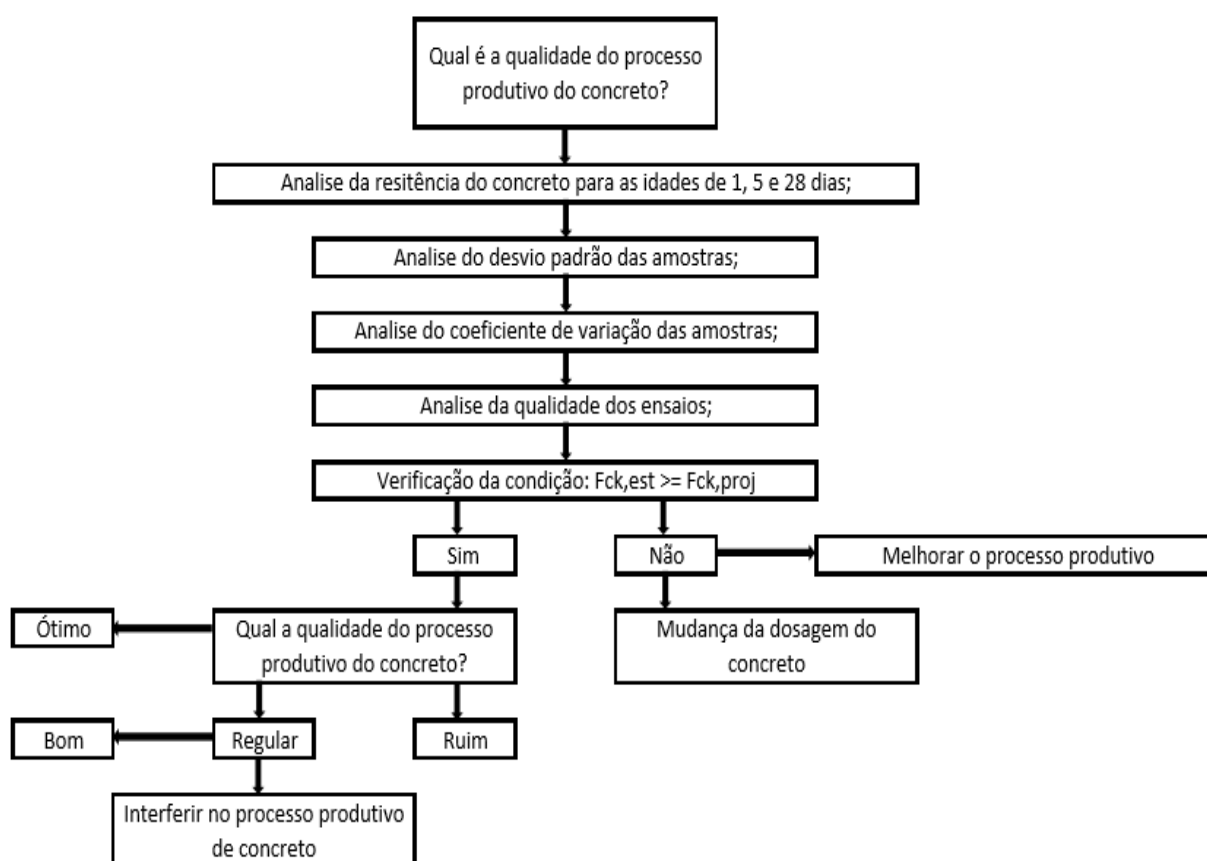 Qual é a qualidade do processo
produtivo do concreto?
Analise da resitência do concreto para as idades de 1, 5 e 28 dias;
Analise do desvio padrão das amostras;
Analise do coeficiente de variação das amostras;
Analise da qualidade dos ensaios;
Verificação da condição: Fck,est >= Fck,proj
Sim
Não
Melhorar o processo produtivo
Ótimo
Qual a qualidade do processo
produtivo do concreto?
Mudança da dosagem do
concreto
Bom
Regular
Ruim
Interferir no processo produtivo
de concreto